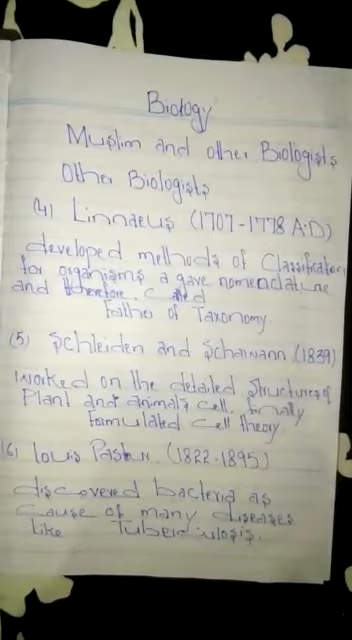 Biology
Muslim and other Biologists
Other Biologists
(4) Linnaeus (1707-1778 A.D)
developed methods of Classification
for organisms a gave nomenclature
and therefore, called
Father of Taxonomy
(5) Schleiden and Schawann (1839)
Worked on the detailed structures of
Plant and animals cell. finally
Formulated cell theory.
(6) louis Pastur. (1822-1895)
discovered bacteria as
Cause of many diseases
like Tuberculosis.